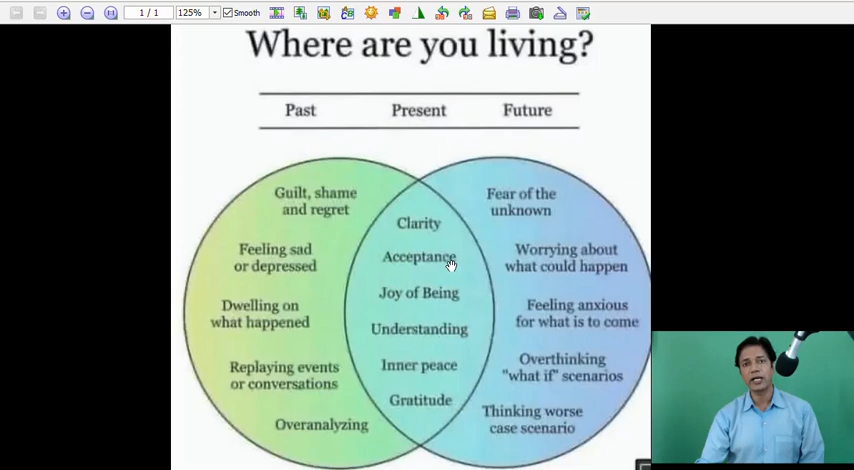 1 / 1
125%
Smooth
Where are you living?
Past
Present
Future
Guilt, shame
and regret
Feeling sad
or depressed
Dwelling on
what happened
Replaying events
or conversations
Overanalyzing
Clarity
Acceptance
Joy of Being
Understanding
Inner peace
Gratitude
Fear of the
unknown
Worrying about
what could happen
Feeling anxious
for what is to come
Overthinking
"what if" scenarios
Thinking worse
case scenario